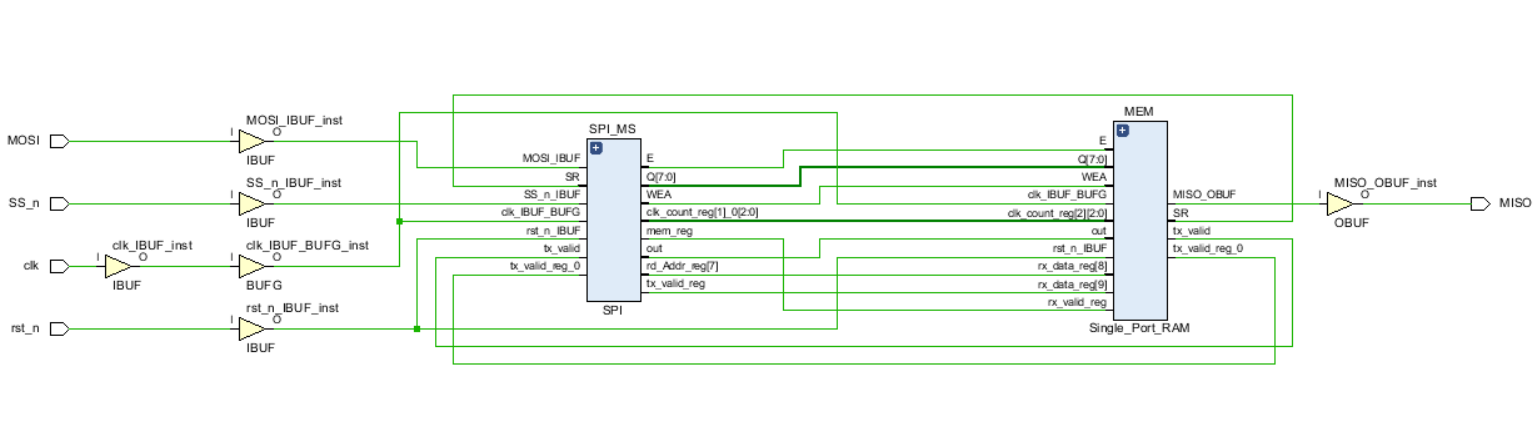 MOSI
I
MOSI_IBUF_inst
O
IBUF
SS_n
I
SS_n_IBUF_inst
O
IBUF
clk
I
clk_IBUF_inst
O
IBUF
I
clk_IBUF_BUFG_inst
O
BUFG
rst_n
I
rst_n_IBUF_inst
O
IBUF
SPI_MS
MOSI_IBUF
SR
SS_n_IBUF
clk_IBUF_BUFG
rst_n_IBUF
tx_valid
tx_valid_reg_0
E
Q[7:0]
WEA
clk_count_reg[1]_0[2:0]
mem_reg
out
rd_Addr_reg[7]
tx_valid_reg
SPI
MEM
E
Q[7:0]
WEA
clk_IBUF_BUFG
clk_count_reg[2][2:0]
out
rst_n_IBUF
rx_data_reg[8]
rx_data_reg[9]
rx_valid_reg
MISO_OBUF
SR
tx_valid
tx_valid_reg_0
Single_Port_RAM
I
MISO_OBUF_inst
O
OBUF
MISO